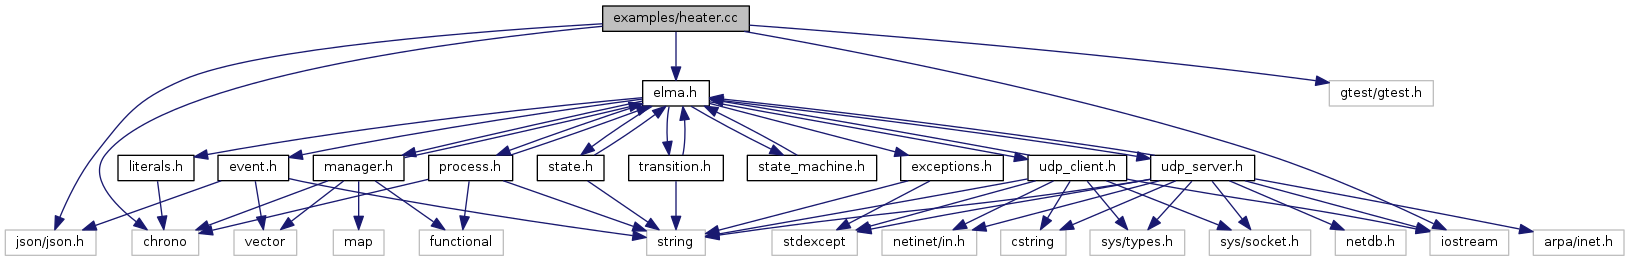 examples/heater.cc
elma.h
gtest/gtest.h
literals.h
event.h
manager.h
process.h
state.h
transition.h
state_machine.h
exceptions.h
udp_client.h
udp_server.h
json/json.h
chrono
vector
map
functional
string
stdexcept
netinet/in.h
cstring
sys/types.h
sys/socket.h
netdb.h
iostream
arpa/inet.h